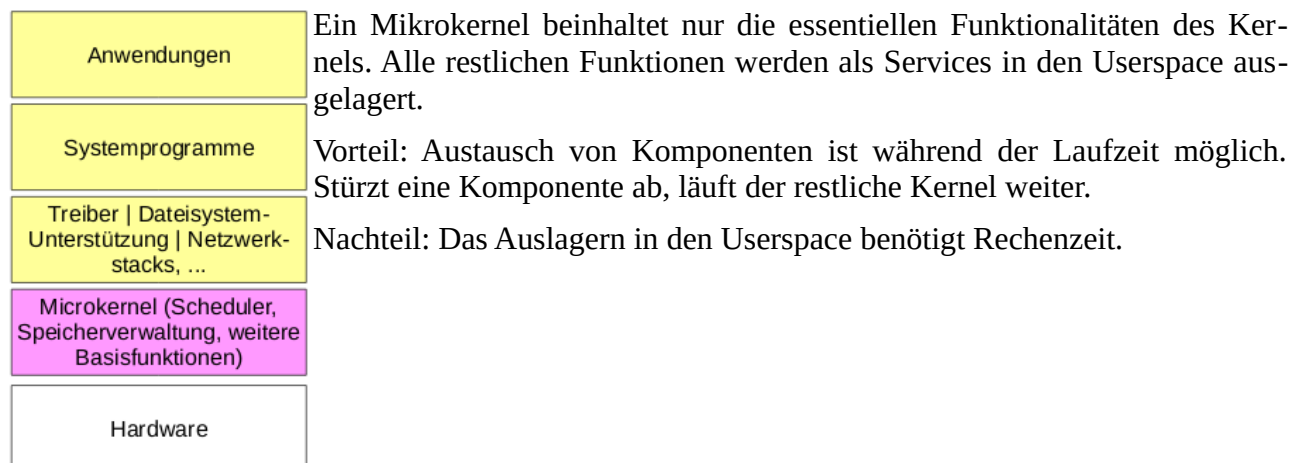 Anwendungen
Systemprogramme
Treiber | Dateisystem-
Unterstützung | Netzwerk-
stacks, ...
Microkernel (Scheduler,
Speicherverwaltung, weitere
Basisfunktionen)
Hardware
Ein Mikrokernel beinhaltet nur die essentiellen Funktionalitäten des Ker-
nels. Alle restlichen Funktionen werden als Services in den Userspace aus-
gelagert.
Vorteil: Austausch von Komponenten ist während der Laufzeit möglich.
Stürzt eine Komponente ab, läuft der restliche Kernel weiter.
Nachteil: Das Auslagern in den Userspace benötigt Rechenzeit.